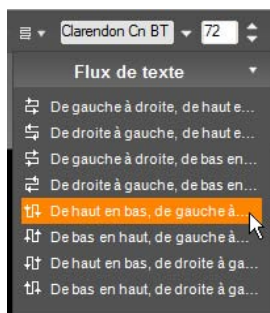 Clarendon Cn BT 72
Flux de texte
De gauche à droite, de haut e...
De droite à gauche, de haut e...
De gauche à droite, de bas en...
De droite à gauche, de bas en...
De haut en bas, de gauche à...
De bas en haut, de gauche à...
De haut en bas, de droite à ga...
De bas en haut, de droite à ga...